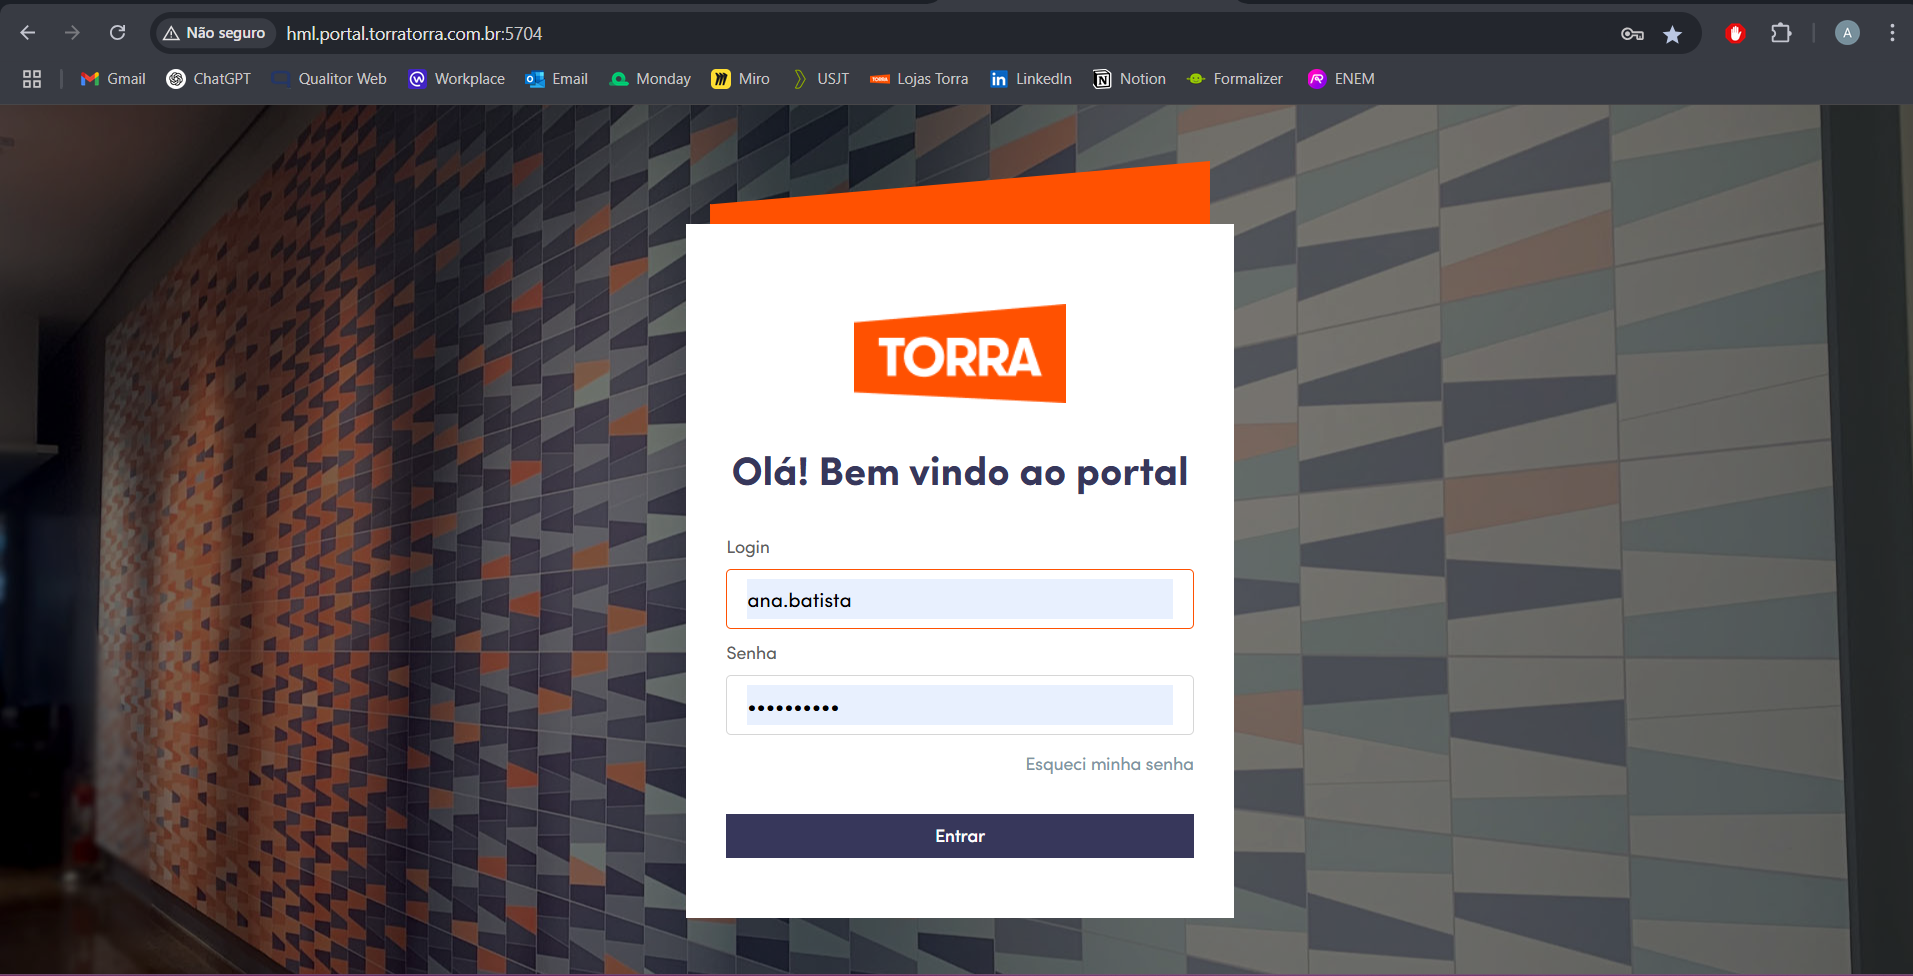 Não seguro
hml.portal.torratorra.com.br:5704
A
Gmail
ChatGPT
Qualitor Web
Workplace
Email
Monday
Miro
USJT
TORRA
Lojas Torra
LinkedIn
Notion
Formalizer
ENEM
TORRA
Olá! Bem vindo ao portal
Login
ana.batista
Senha
••••••••••
Esqueci minha senha
Entrar